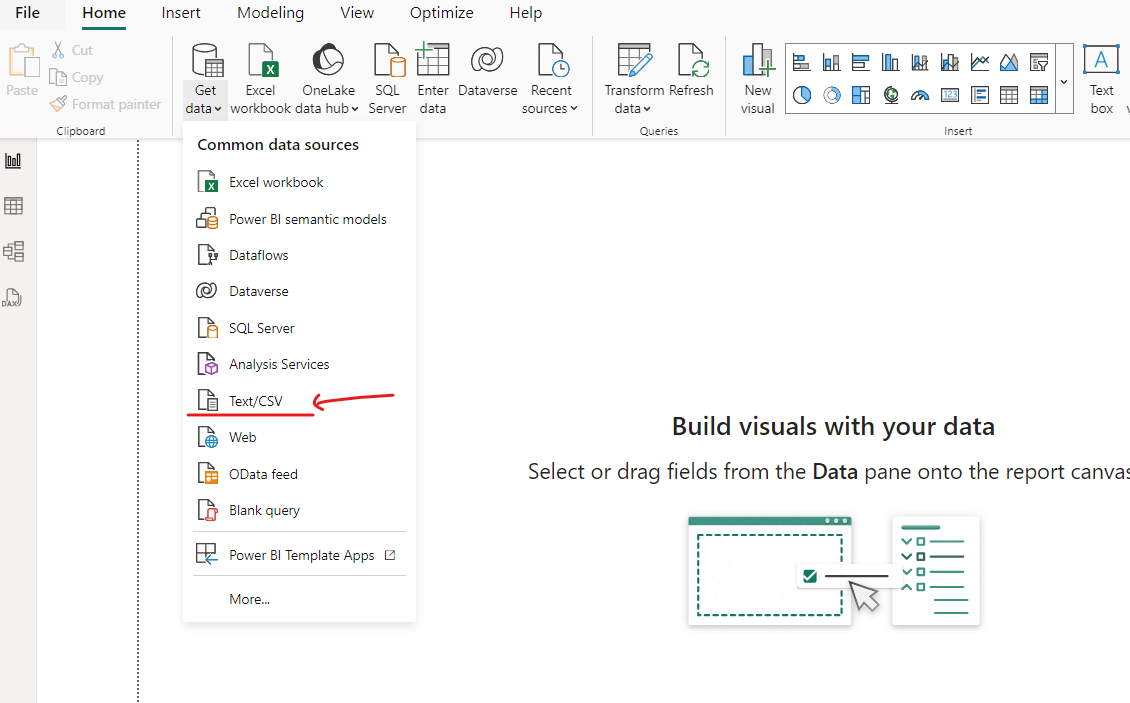 File Home Insert Modeling View Optimize Help
Paste
Cut
Copy
Format painter
Clipboard
Get
data
Excel
workbook
OneLake
data hub
SQL
Server
Enter
data
Dataverse
Recent
sources
Transform
data
Refresh
Queries
New
visual
Text
box
Insert
Common data sources
Excel workbook
Power BI semantic models
Dataflows
Dataverse
SQL Server
Analysis Services
Text/CSV
Web
OData feed
Blank query
Power BI Template Apps
More...
Build visuals with your data
Select or drag fields from the Data pane onto the report canvas
A
123
DAX